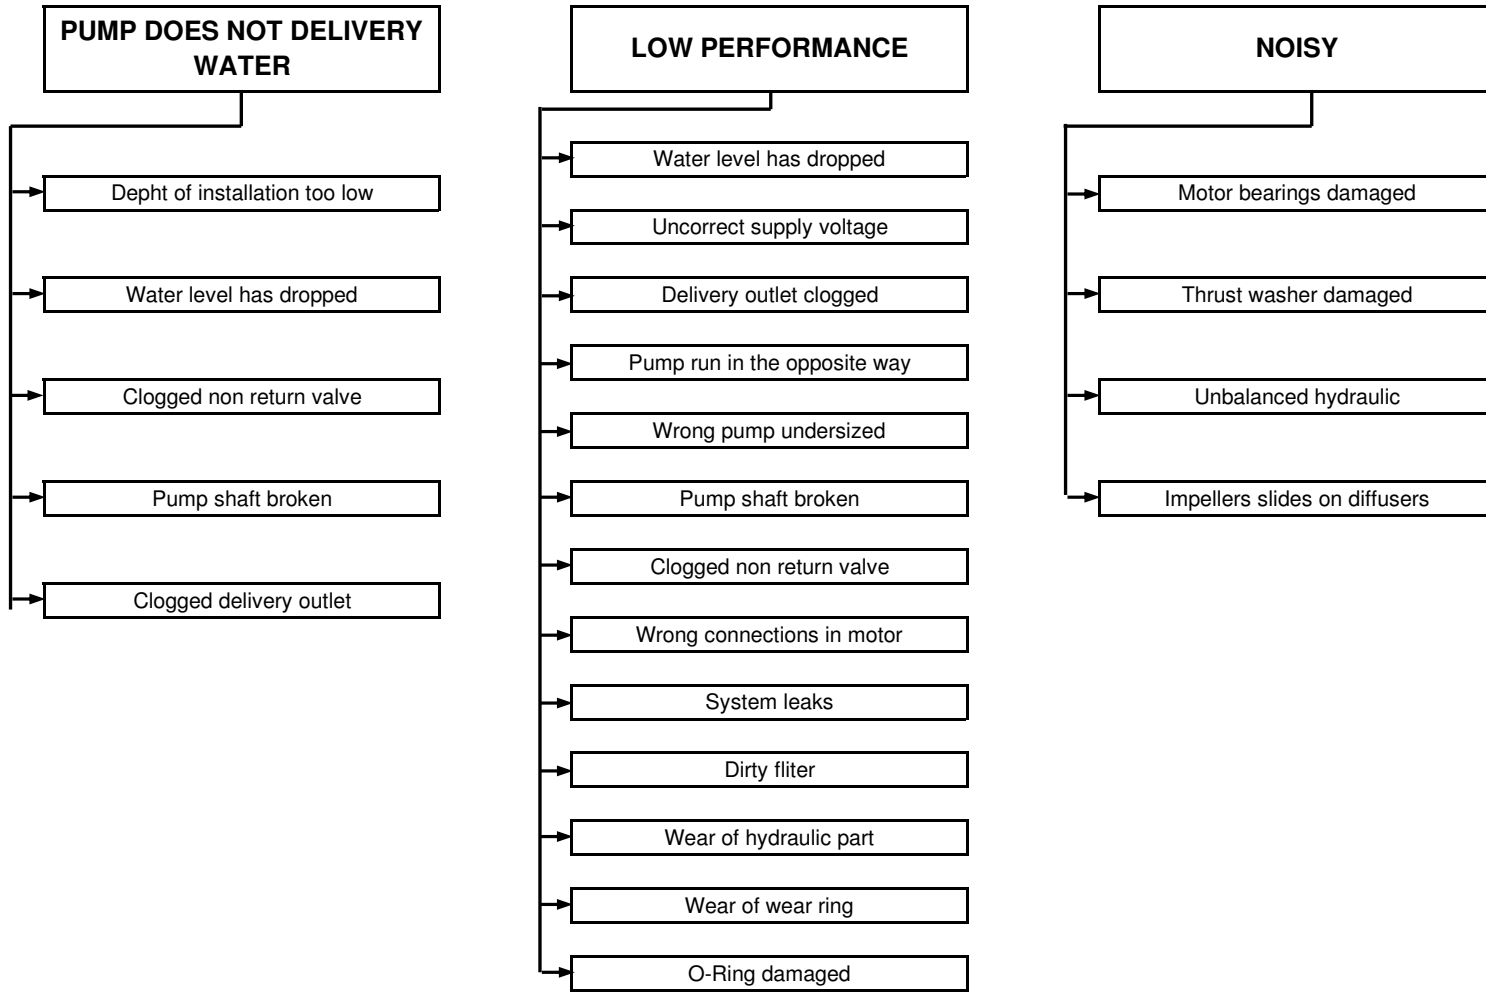 PUMP DOES NOT DELIVERY
WATER
Depht of installation too low
Water level has dropped
Clogged non return valve
Pump shaft broken
Clogged delivery outlet
LOW PERFORMANCE
Water level has dropped
Uncorrect supply voltage
Delivery outlet clogged
Pump run in the opposite way
Wrong pump undersized
Pump shaft broken
Clogged non return valve
Wrong connections in motor
System leaks
Dirty fliter
Wear of hydraulic part
Wear of wear ring
O-Ring damaged
NOISY
Motor bearings damaged
Thrust washer damaged
Unbalanced hydraulic
Impellers slides on diffusers